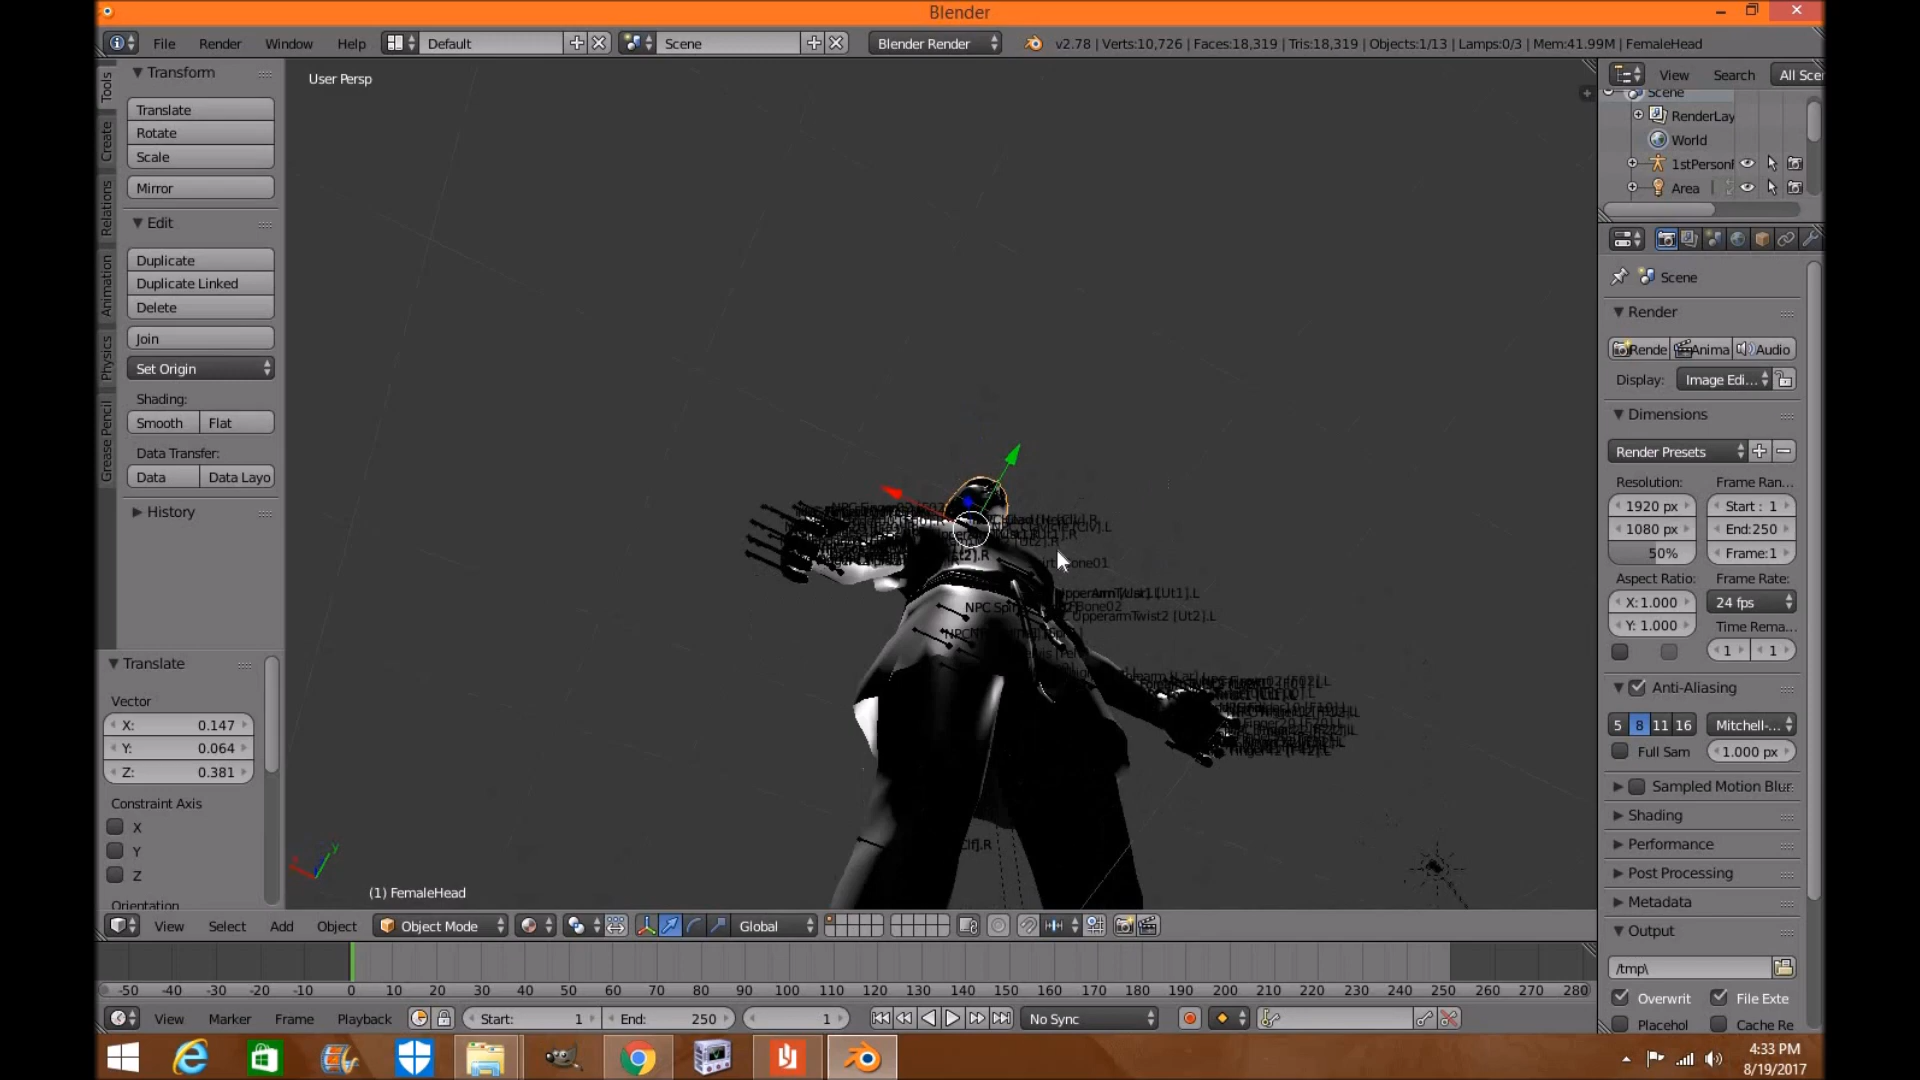 Blender
File Render Window Help Default Scene Blender Render v2.78 | Verts:10,726 | Faces:18,319 | Tris:18,319 | Objects:1/13 | Lamps:0/3 | Mem:41.99M | FemaleHead
Tools
Create
Relations
Animation
Physics
Grease Pencil
Transform
Translate
Rotate
Scale
Mirror
Edit
Duplicate
Duplicate Linked
Delete
Join
Set Origin
Shading:
Smooth Flat
Data Transfer:
Data Data Layo
History
Translate
Vector
X: 0.147
Y: 0.064
Z: 0.381
Constraint Axis
X
Y
Z
Orientation
User Persp
(1) FemaleHead
View Select Add Object Object Mode Global
-50 -40 -30 -20 -10 0 10 20 30 40 50 60 70 80 90 100 110 120 130 140 150 160 170 180 190 200 210 220 230 240 250 260 270 280
View Marker Frame Playback Start: 1 End: 250 1 No Sync
View Search All Scer
Scene
RenderLay
World
1stPerson
Area
Scene
Render
Rende Anima Audio
Display: Image Edi...
Dimensions
Render Presets
Resolution: Frame Ran...
1920 px Start : 1
1080 px End:250
50% Frame:1
Aspect Ratio: Frame Rate:
X:1.000 24 fps
Y: 1.000 Time Rema...
1 1
Anti-Aliasing
5 8 11 16 Mitchell-...
Full Sam 1.000 px
Sampled Motion Blur
Shading
Performance
Post Processing
Metadata
Output
/tmp\
Overwrit File Exte
Placehol Cache Re
4:33 PM
8/19/2017